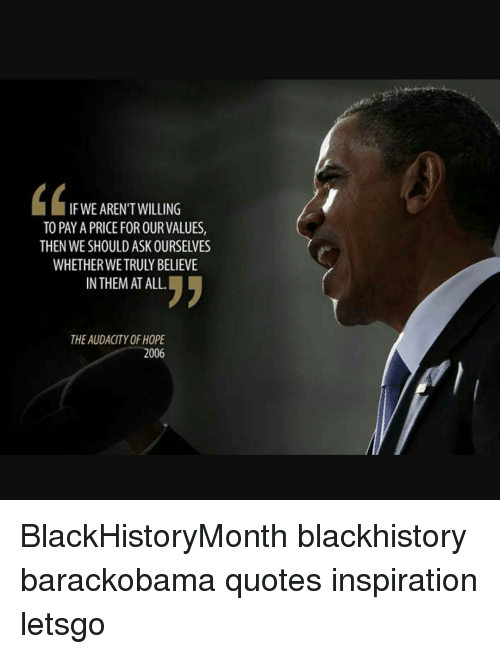 “ IF WE AREN'T WILLING
TO PAY A PRICE FOR OUR VALUES,
THEN WE SHOULD ASK OURSELVES
WHETHER WE TRULY BELIEVE
IN THEM AT ALL. ”
THE AUDACITY OF HOPE
2006
BlackHistoryMonth blackhistory
barackobama quotes inspiration
letsgo